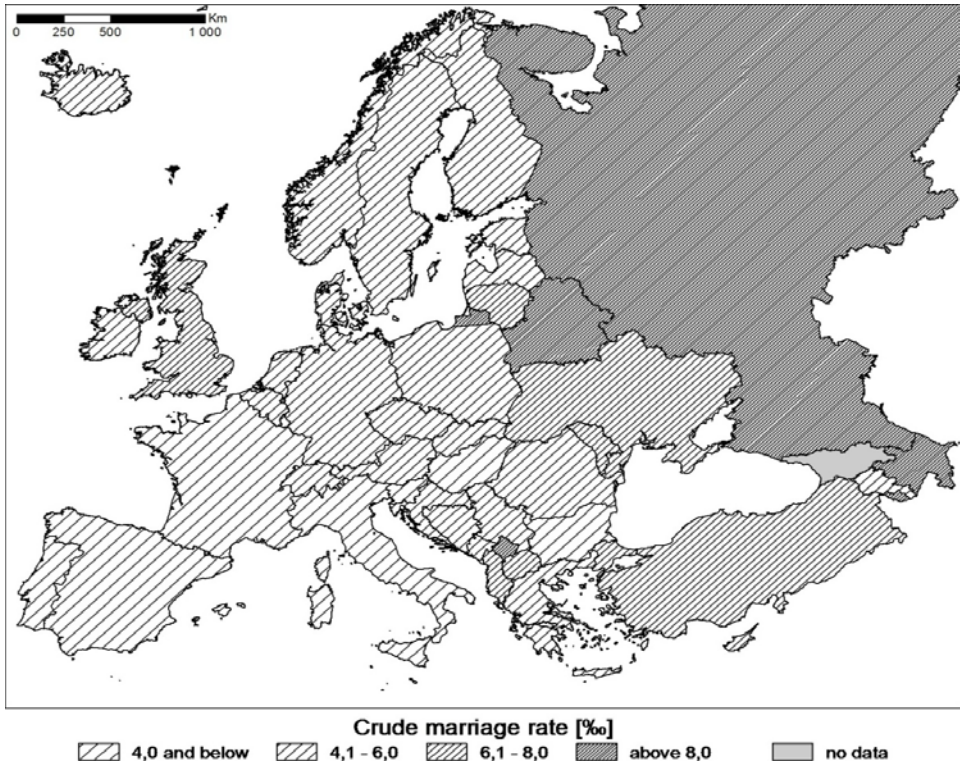 Km
0 250 500 1 000
Crude marriage rate [‰]
4,0 and below 4,1 - 6,0 6,1 - 8,0 above 8,0 no data